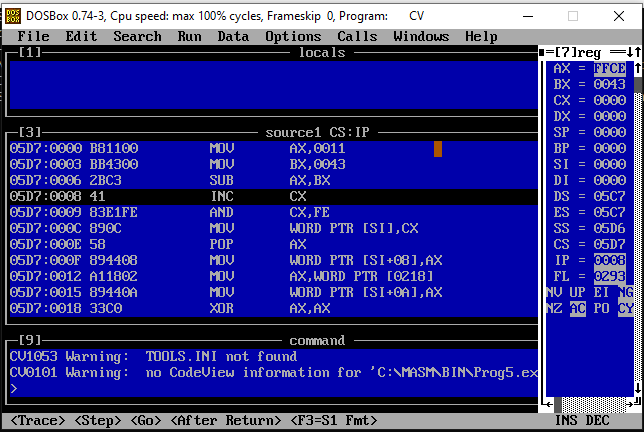 DOSBox 0.74-3, Cpu speed: max 100% cycles, Frameskip 0, Program: CV
File Edit Search Run Data Options Calls Windows Help
[1] locals
[3] source1 CS:IP
05D7:0000 B81100 MOV AX,0011
05D7:0003 BB4300 MOV BX,0043
05D7:0006 2BC3 SUB AX,BX
05D7:0008 41 INC CX
05D7:0009 83E1FE AND CX,FE
05D7:000C 890C MOV WORD PTR [SI],CX
05D7:000E 58 POP AX
05D7:000F 894408 MOV WORD PTR [SI+08],AX
05D7:0012 A11802 MOV AX,WORD PTR [0218]
05D7:0015 89440A MOV WORD PTR [SI+0A],AX
05D7:0018 33C0 XOR AX,AX
[9] command
CV1053 Warning: TOOLS.INI not found
CV0101 Warning: no CodeView information for 'C:\MASM\BIN\Prog5.ex
>
[7]reg
AX = FFCE
BX = 0043
CX = 0000
DX = 0000
SP = 0000
BP = 0000
SI = 0000
DI = 0000
DS = 05C7
ES = 05C7
SS = 05D6
CS = 05D7
IP = 0008
FL = 0293
NV UP EI NG
NZ AC PO CY
<Trace> <Step> <Go> <After Return> <F3=S1 Fmt> INS DEC